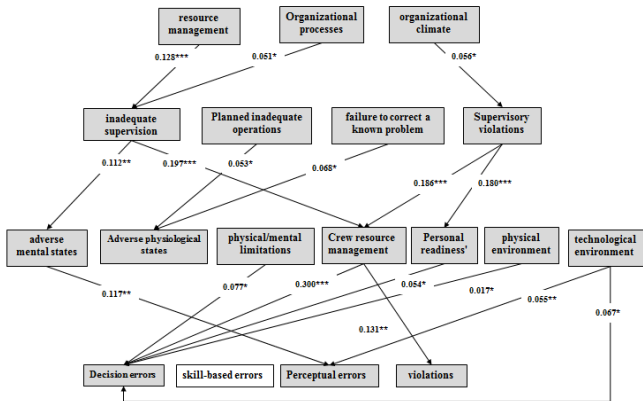 resource
management
Organizational
processes
organizational
climate
0.128***
0.051*
0.056*
inadequate
supervision
Planned inadequate
operations
failure to correct a
known problem
Supervisory
violations
0.112**
0.197***
0.053*
0.068*
0.186***
0.180***
adverse
mental states
Adverse physiological
states
physical/mental
limitations
Crew resource
management
Personal
readiness'
physical
environment
technological
environment
0.117**
0.077*
0.300***
0.054*
0.017*
0.055**
0.067*
0.131**
Decision errors
skill-based errors
Perceptual errors
violations